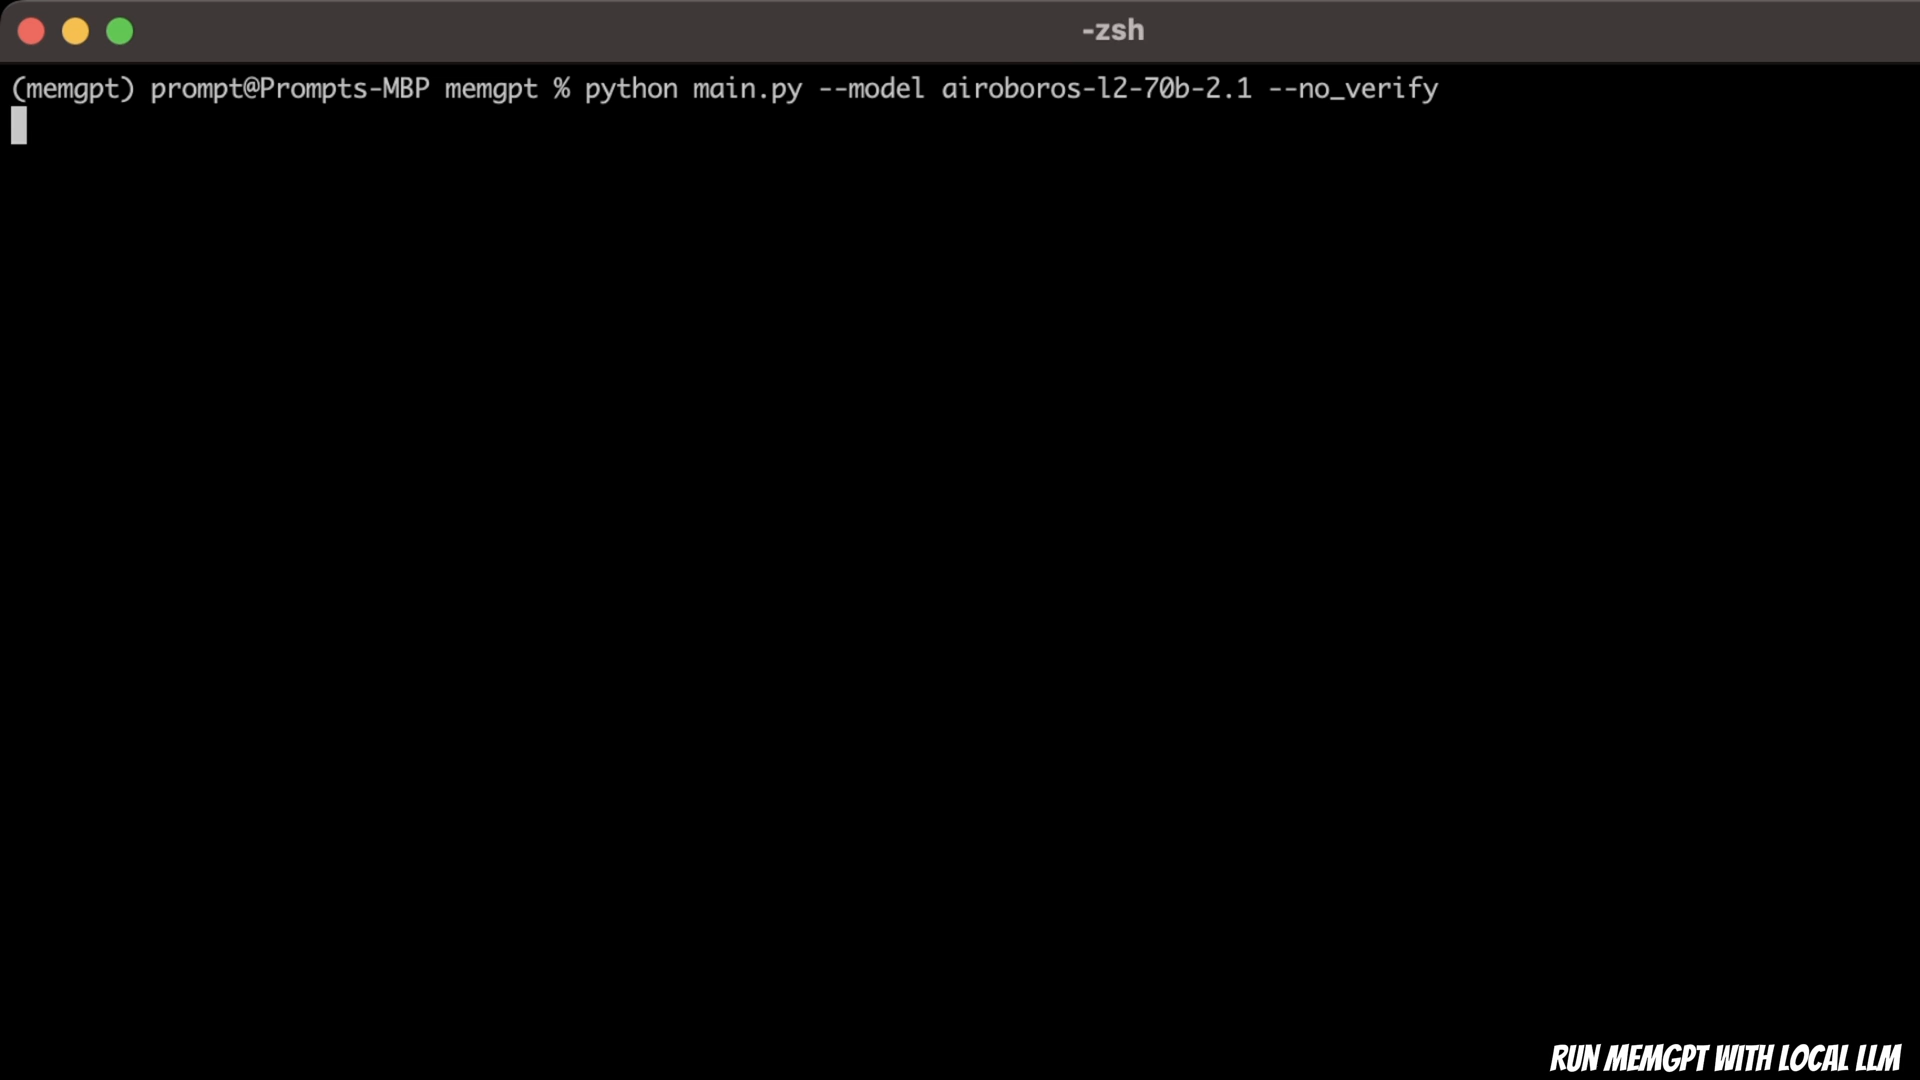 -zsh
(memgpt) prompt@Prompts-MBP memgpt % python main.py --model airoboros-l2-70b-2.1 --no_verify
RUN MEMGPT WITH LOCAL LLM